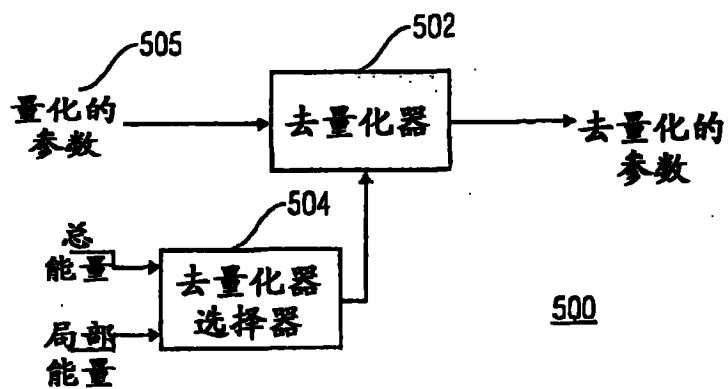 505
502
量化的
参数
去量化器
去量化的
参数
504
总
能量
去量化器
选择器
局部
能量
500